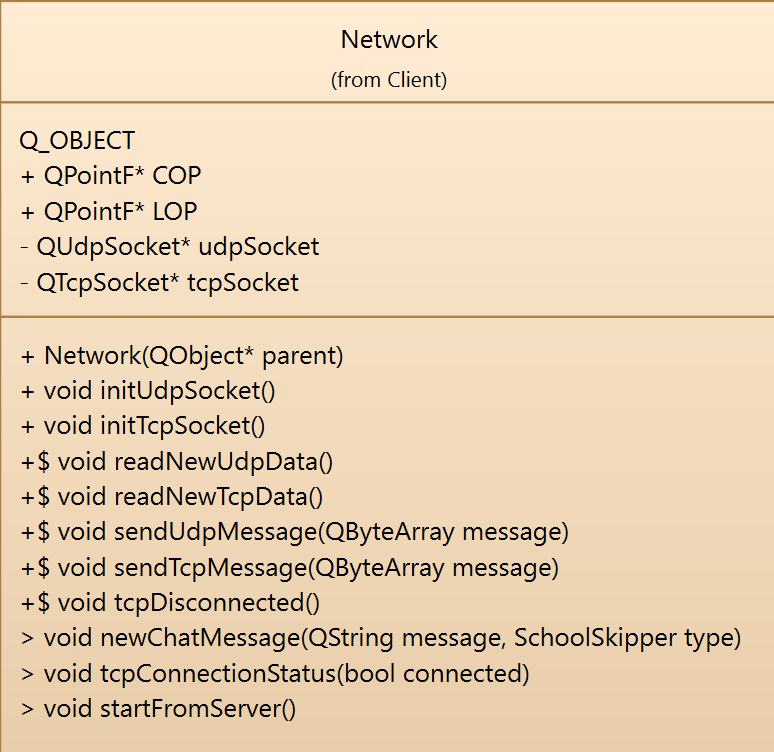 Network
(from Client)
Q_OBJECT
+ QPointF* COP
+ QPointF* LOP
- QUdpSocket* udpSocket
- QTcpSocket* tcpSocket
+ Network(QObject* parent)
+ void initUdpSocket()
+ void initTcpSocket()
+$ void readNewUdpData()
+$ void readNewTcpData()
+$ void sendUdpMessage(QByteArray message)
+$ void sendTcpMessage(QByteArray message)
+$ void tcpDisconnected()
> void newChatMessage(QString message, SchoolSkipper type)
> void tcpConnectionStatus(bool connected)
> void startFromServer()